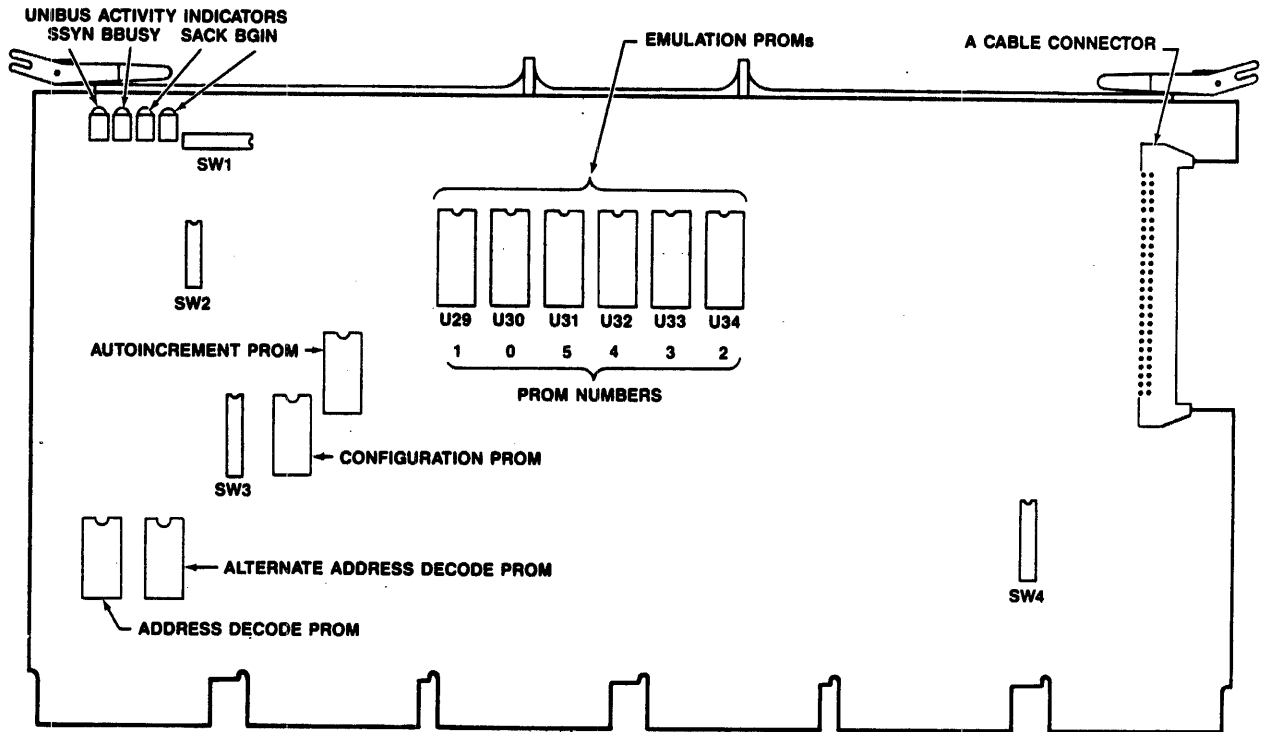 UNIBUS ACTIVITY INDICATORS
SSYN BBUSY SACK BGIN
EMULATION PROMs
A CABLE CONNECTOR
SW1
SW2
U29 U30 U31 U32 U33 U34
1 0 5 4 3 2
PROM NUMBERS
AUTOINCREMENT PROM
CONFIGURATION PROM
SW3
SW4
ALTERNATE ADDRESS DECODE PROM
ADDRESS DECODE PROM